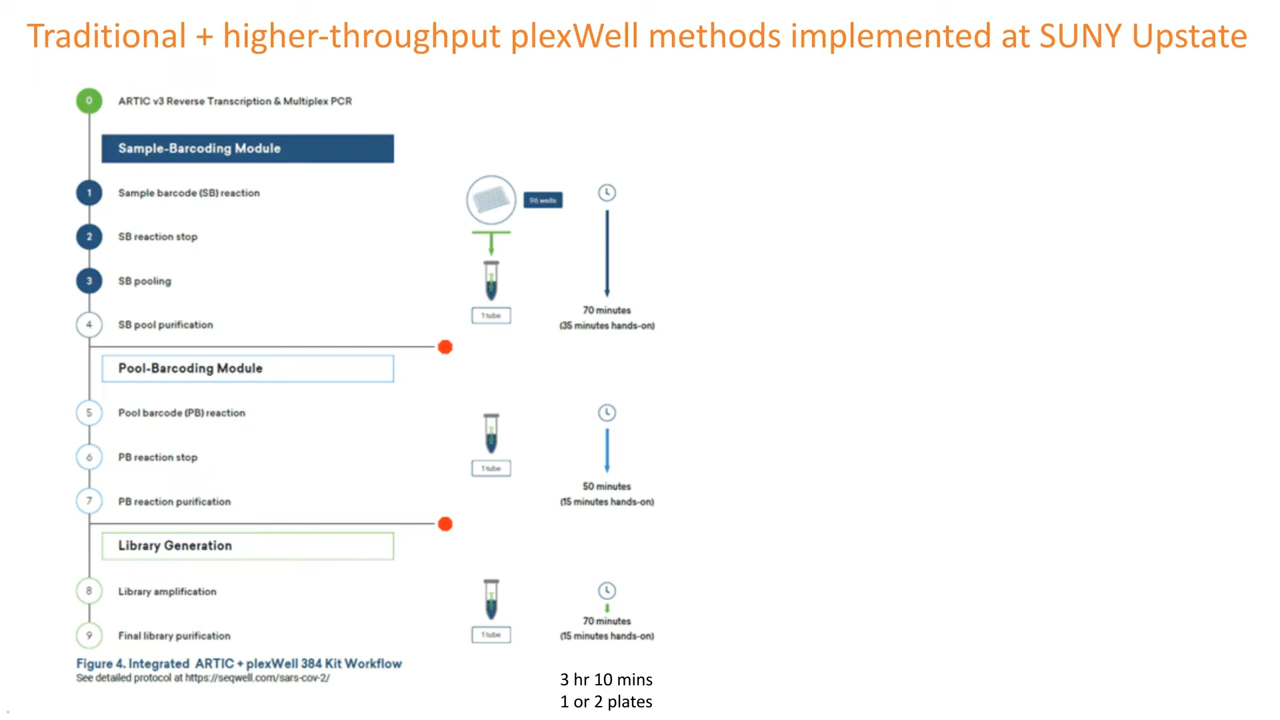 Traditional + higher-throughput plexWell methods implemented at SUNY Upstate
0 ARTIC v3 Reverse Transcription & Multiplex PCR
Sample-Barcoding Module
1 Sample barcode (SB) reaction
96 wells
2 SB reaction stop
3 SB pooling
1 tube
70 minutes
(35 minutes hands-on)
4 SB pool purification
Pool-Barcoding Module
5 Pool barcode (PB) reaction
6 PB reaction stop
1 tube
50 minutes
(15 minutes hands-on)
7 PB reaction purification
Library Generation
8 Library amplification
70 minutes
(15 minutes hands-on)
1 tube
9 Final library purification
Figure 4. Integrated ARTIC + plexWell 384 Kit Workflow
See detailed protocol at https://seqwell.com/sars-cov-2/
3 hr 10 mins
1 or 2 plates